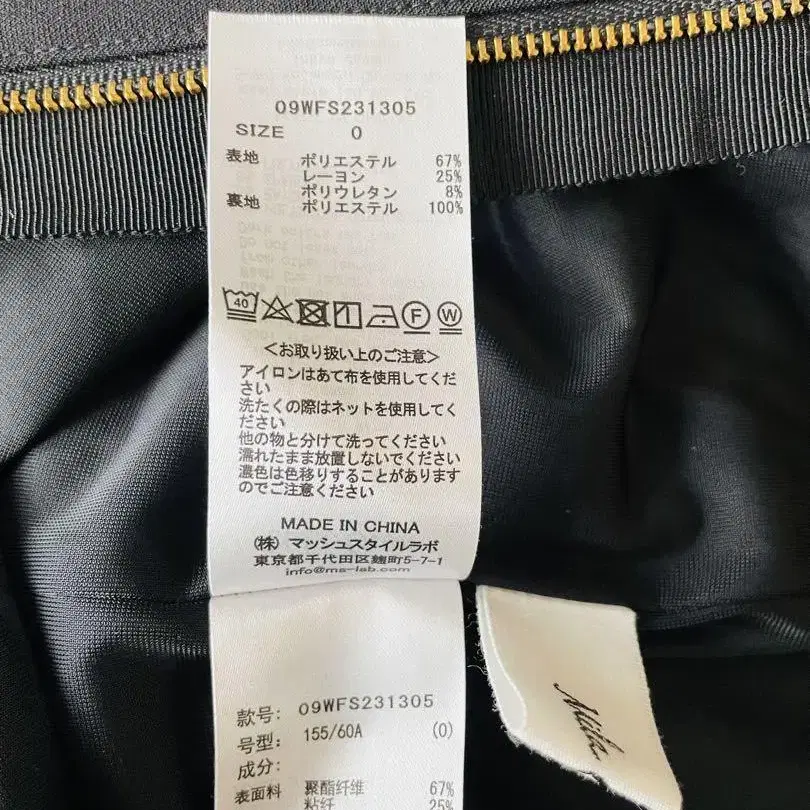 09WFS231305
SIZE 0
表地 ポリエステル 67%
レーヨン 25%
ポリウレタン 8%
裏地 ポリエステル 100%
40 F W
<お取り扱い上のご注意>
アイロンはあて布を使用してくだ
さい
洗たくの際はネットを使用してく
ださい
他の物と分けて洗ってください
濡れたまま放置しないでください
濃色は色移りすることがあります
のでご注意ください
MADE IN CHINA
(株) マッシュスタイルラボ
東京都千代田区麹町5-7-1
info@ms-lab.com
款号: 09WFS231305
号型: 155/60A (0)
成分:
表面料 聚酯纤维 67%
粘纤 25%